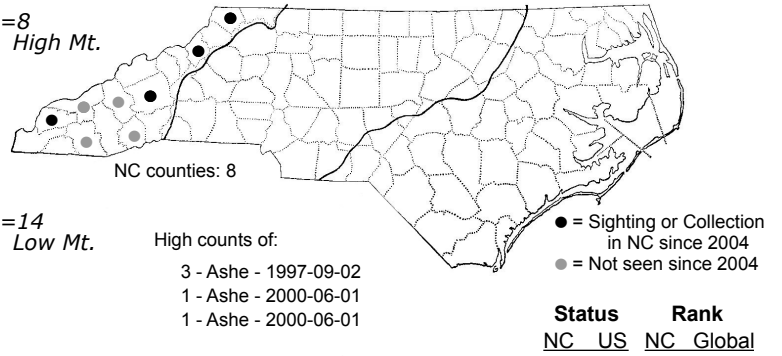 =8
High Mt.
NC counties: 8
=14
Low Mt.
High counts of:
3 - Ashe - 1997-09-02
1 - Ashe - 2000-06-01
1 - Ashe - 2000-06-01
= Sighting or Collection
in NC since 2004
= Not seen since 2004
Status Rank
NC US NC Global